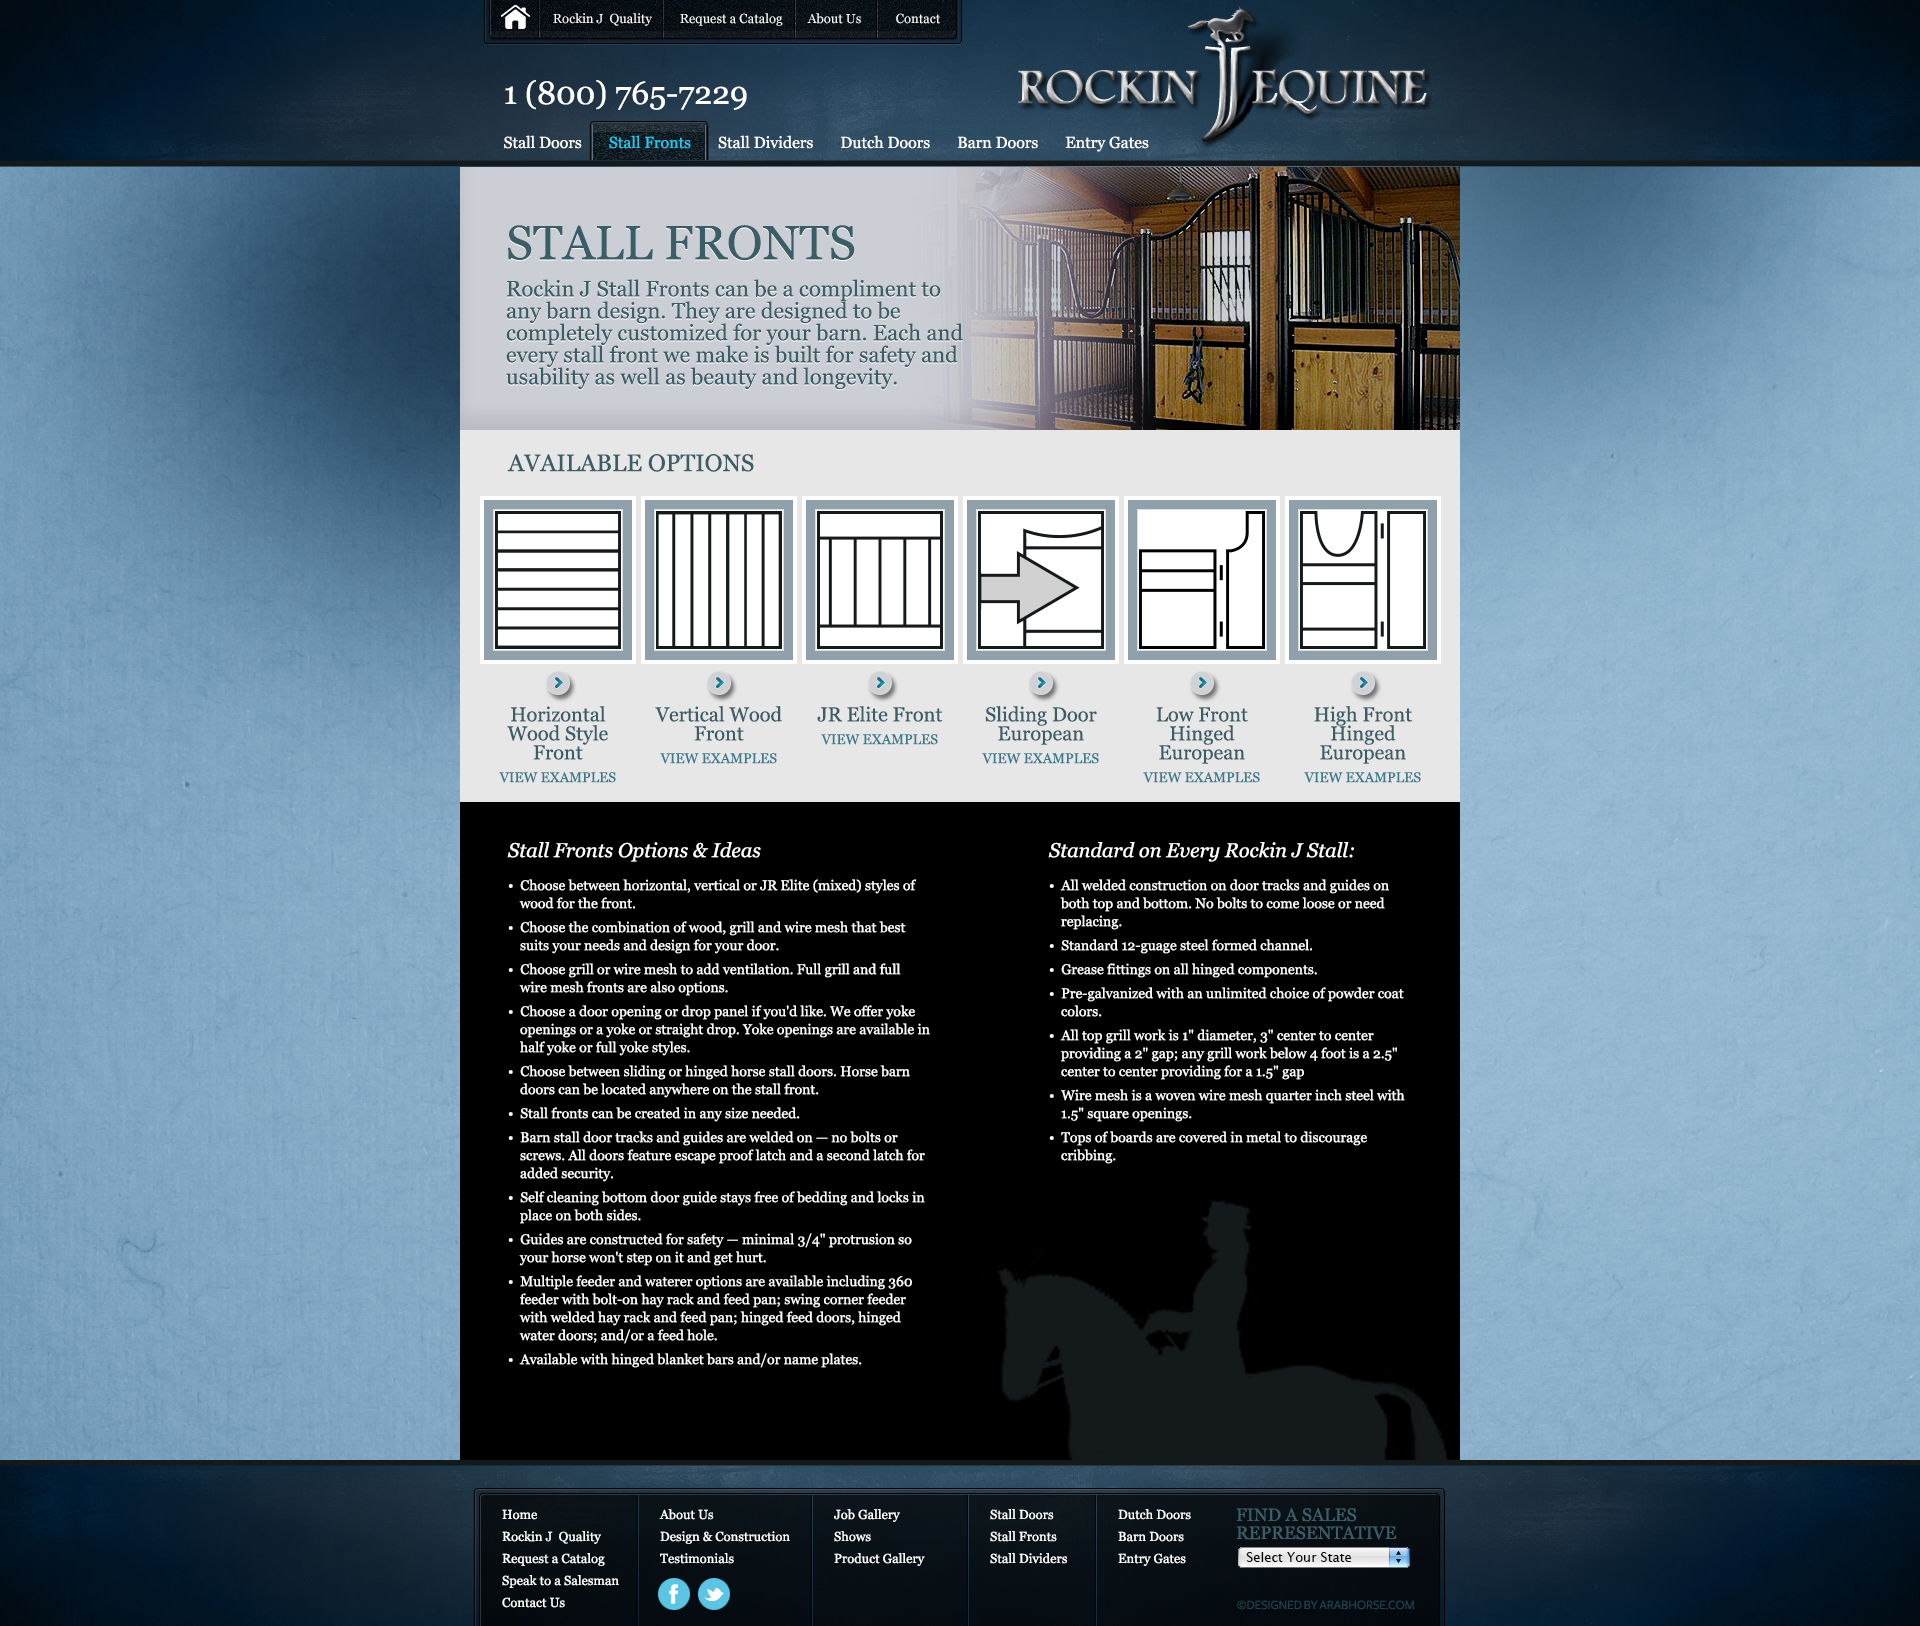 Rockin J Quality
Request a Catalog
About Us
Contact
ROCKIN J EQUINE
1 (800) 765-7229
Stall Doors
Stall Fronts
Stall Dividers
Dutch Doors
Barn Doors
Entry Gates
STALL FRONTS
Rockin J Stall Fronts can be a compliment to
any barn design. They are designed to be
completely customized for your barn. Each and
every stall front we make is built for safety and
usability as well as beauty and longevity.
AVAILABLE OPTIONS
Horizontal
Wood Style
Front
VIEW EXAMPLES
Vertical Wood
Front
VIEW EXAMPLES
JR Elite Front
VIEW EXAMPLES
Sliding Door
European
VIEW EXAMPLES
Low Front
Hinged
European
VIEW EXAMPLES
High Front
Hinged
European
VIEW EXAMPLES
Stall Fronts Options & Ideas
• Choose between horizontal, vertical or JR Elite (mixed) styles of
wood for the front.
• Choose the combination of wood, grill and wire mesh that best
suits your needs and design for your door.
• Choose grill or wire mesh to add ventilation. Full grill and full
wire mesh fronts are also options.
• Choose a door opening or drop panel if you'd like. We offer yoke
openings or a yoke or straight drop. Yoke openings are available in
half yoke or full yoke styles.
• Choose between sliding or hinged horse stall doors. Horse barn
doors can be located anywhere on the stall front.
• Stall fronts can be created in any size needed.
• Barn stall door tracks and guides are welded on — no bolts or
screws. All doors feature escape proof latch and a second latch for
added security.
• Self cleaning bottom door guide stays free of bedding and locks in
place on both sides.
• Guides are constructed for safety — minimal 3/4" protrusion so
your horse won't step on it and get hurt.
• Multiple feeder and waterer options are available including 360
feeder with bolt-on hay rack and feed pan; swing corner feeder
with welded hay rack and feed pan; hinged feed doors, hinged
water doors; and/or a feed hole.
• Available with hinged blanket bars and/or name plates.
Standard on Every Rockin J Stall:
• All welded construction on door tracks and guides on
both top and bottom. No bolts to come loose or need
replacing.
• Standard 12-guage steel formed channel.
• Grease fittings on all hinged components.
• Pre-galvanized with an unlimited choice of powder coat
colors.
• All top grill work is 1" diameter, 3" center to center
providing a 2" gap; any grill work below 4 foot is a 2.5"
center to center providing for a 1.5" gap
• Wire mesh is a woven wire mesh quarter inch steel with
1.5" square openings.
• Tops of boards are covered in metal to discourage
cribbing.
Home
Rockin J Quality
Request a Catalog
Speak to a Salesman
Contact Us
About Us
Design & Construction
Testimonials
Job Gallery
Shows
Product Gallery
Stall Doors
Stall Fronts
Stall Dividers
Dutch Doors
Barn Doors
Entry Gates
FIND A SALES
REPRESENTATIVE
Select Your State
©DESIGNED BY ARABHORSE.COM